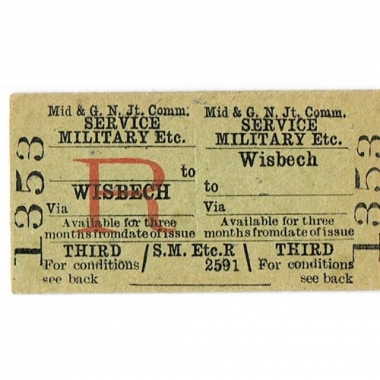 Mid & G. N. Jt. Comm.
SERVICE
MILITARY Etc.
R
to
WISBECH
Via
Available for three
months from date of issue
THIRD
For conditions
see back
Mid & G. N. Jt. Comm.
SERVICE
MILITARY Etc.
Wisbech
to
Via
Available for three
months from date of issue
THIRD
For conditions
see back
S.M. Etc.R
2591
1353
1353